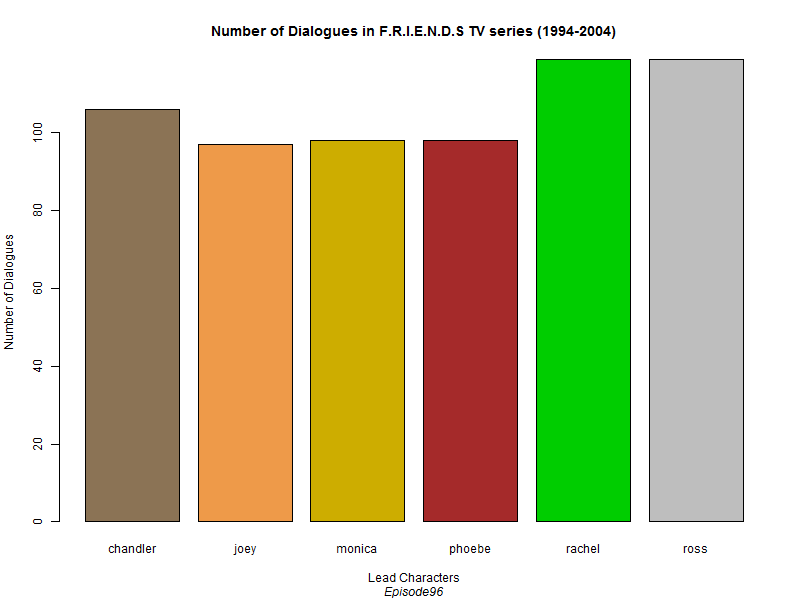 Number of Dialogues in F.R.I.E.N.D.S TV series (1994-2004)
Number of Dialogues
100
80
60
40
20
0
chandler joey monica phoebe rachel ross
Lead Characters
Episode96